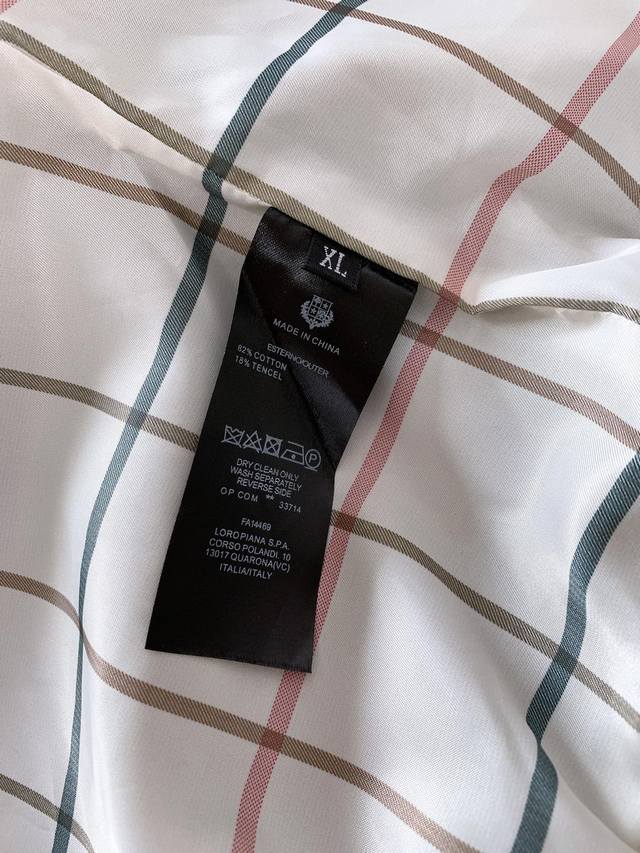 XL
MADE IN CHINA
ESTERNO/OUTER
82% COTTON
18% TENCEL
P
DRY CLEAN ONLY
WASH SEPARATELY
REVERSE SIDE
OP COM ** 33714
FA14469
LOROPIANA S.P.A.
CORSO POLANDI. 10
13017 QUARONA(VC)
ITALIA/ITALY